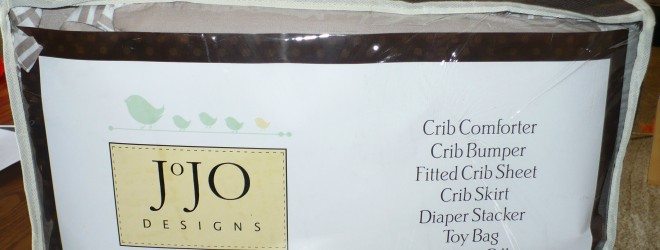 JoJO
DESIGNS
Crib Comforter
Crib Bumper
Fitted Crib Sheet
Crib Skirt
Diaper Stacker
Toy Bag